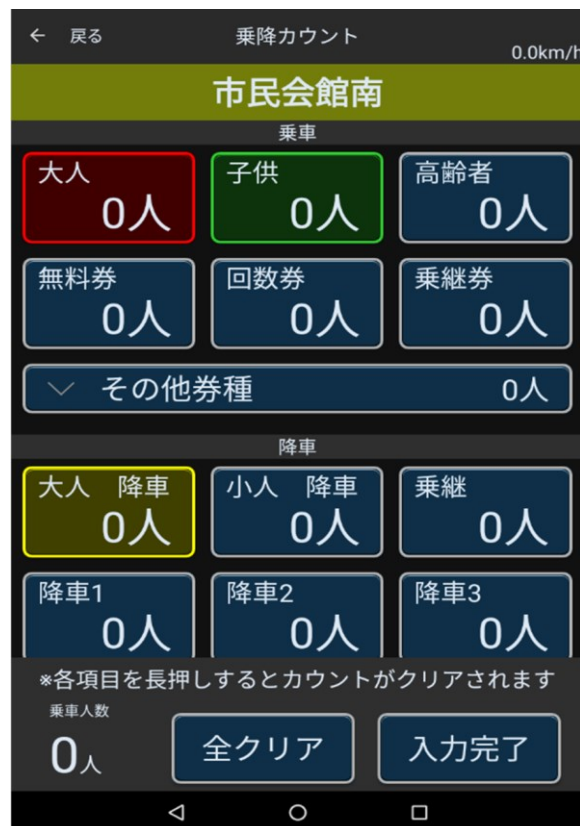 ← 戻る 乗降カウント 0.0km/h
市民会館南
乗車
大人 子供 高齢者
0人 0人 0人
無料券 回数券 乗継券
0人 0人 0人
その他券種 0人
降車
大人 降車 小人 降車 乗継
0人 0人 0人
降車1 降車2 降車3
0人 0人 0人
※各項目を長押しするとカウントがクリアされます
乗車人数
0人 全クリア 入力完了